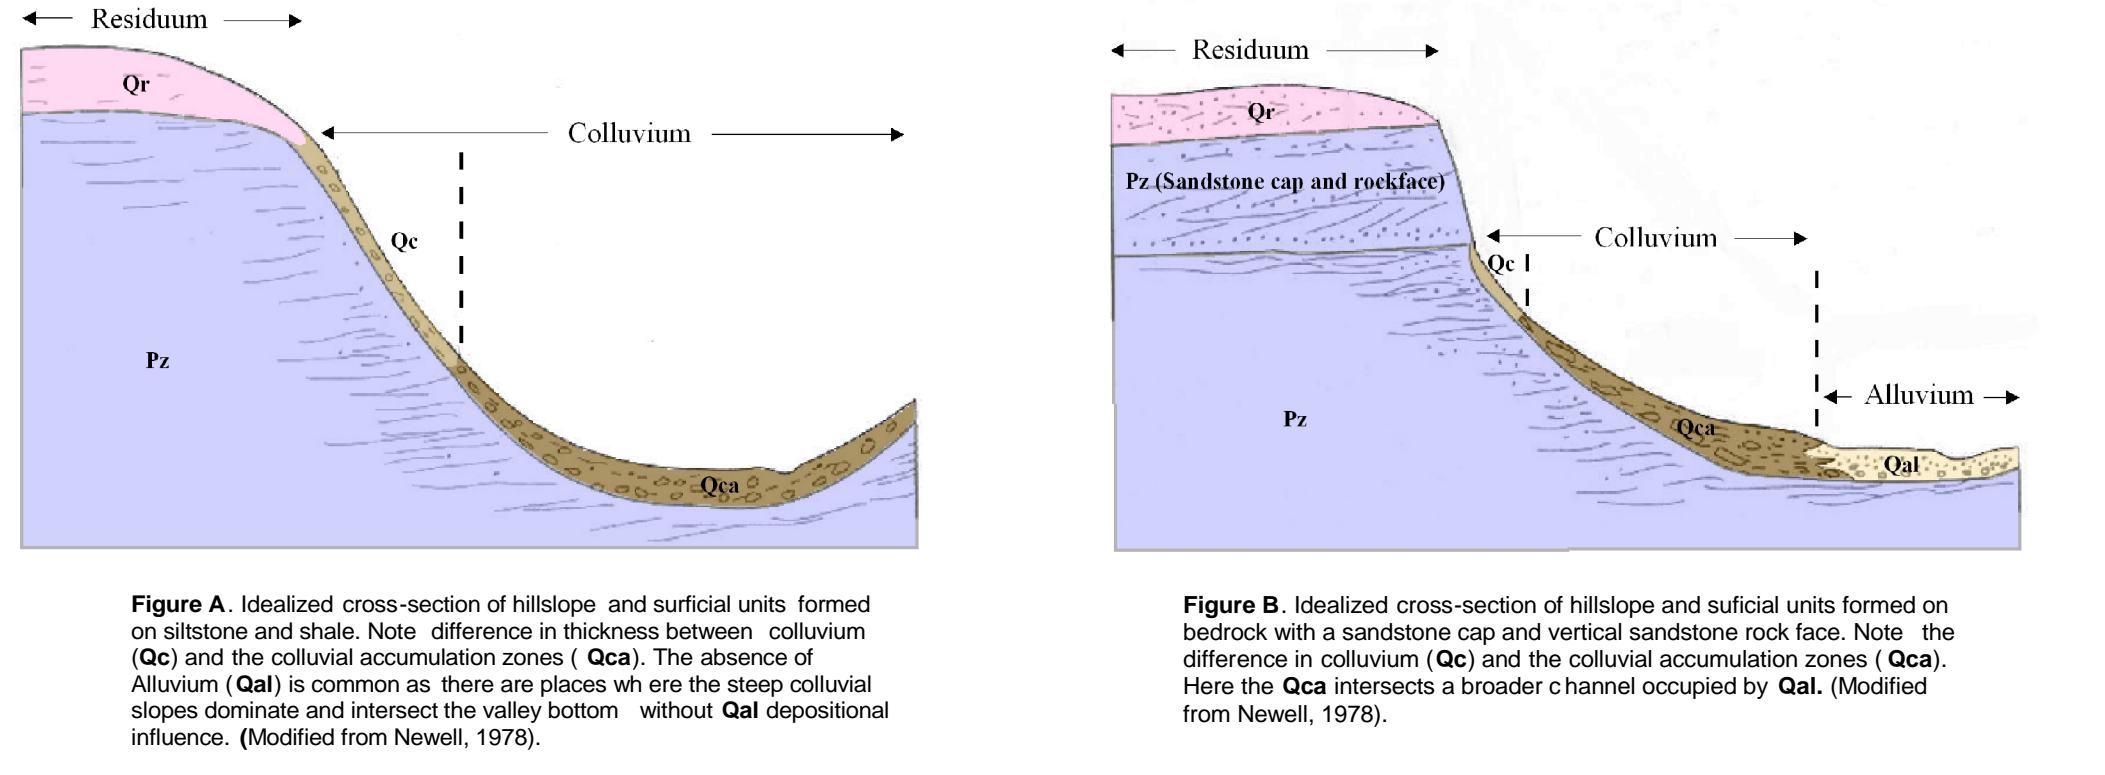 Residuum
Qr
Colluvium
Qc
Pz
Qca
Figure A. Idealized cross-section of hillslope and surficial units formed
on siltstone and shale. Note difference in thickness between colluvium
(Qc) and the colluvial accumulation zones ( Qca). The absence of
Alluvium (Qal) is common as there are places wh ere the steep colluvial
slopes dominate and intersect the valley bottom without Qal depositional
influence. (Modified from Newell, 1978).
Residuum
Qr
Pz (Sandstone cap and rockface)
Colluvium
Qc
Alluvium
Pz
Qca
Qal
Figure B. Idealized cross-section of hillslope and suficial units formed on
bedrock with a sandstone cap and vertical sandstone rock face. Note the
difference in colluvium (Qc) and the colluvial accumulation zones ( Qca).
Here the Qca intersects a broader c hannel occupied by Qal. (Modified
from Newell, 1978).